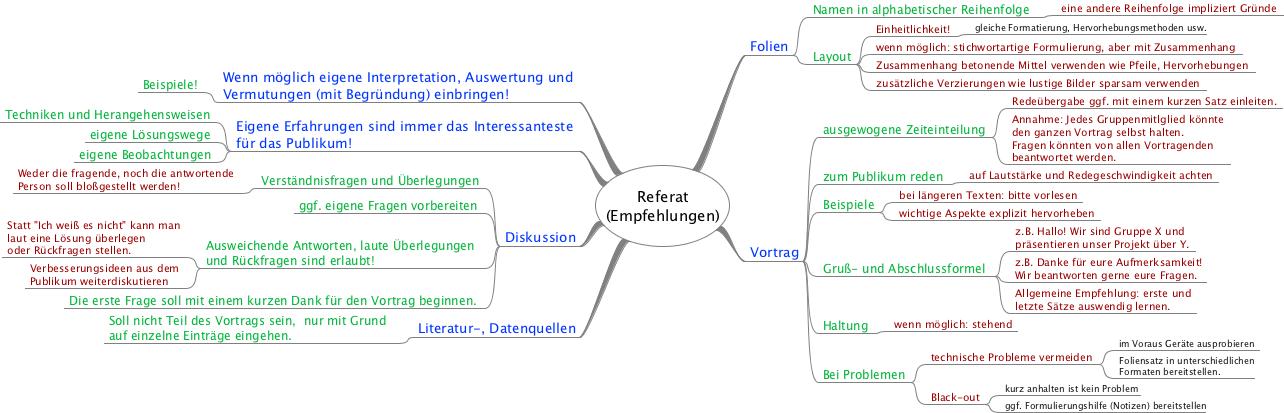 Referat
(Empfehlungen)
Folien
Namen in alphabetischer Reihenfolge
eine andere Reihenfolge impliziert Gründe
Layout
Einheitlichkeit!
gleiche Formatierung, Hervorhebungsmethoden usw.
wenn möglich: stichwortartige Formulierung, aber mit Zusammenhang
Zusammenhang betonende Mittel verwenden wie Pfeile, Hervorhebungen
zusätzliche Verzierungen wie lustige Bilder sparsam verwenden
Vortrag
ausgewogene Zeiteinteilung
Redeübergabe ggf. mit einem kurzen Satz einleiten.
Annahme: Jedes Gruppenmitlglied könnte
den ganzen Vortrag selbst halten.
Fragen könnten von allen Vortragenden
beantwortet werden.
zum Publikum reden
auf Lautstärke und Redegeschwindigkeit achten
Beispiele
bei längeren Texten: bitte vorlesen
wichtige Aspekte explizit hervorheben
Gruß- und Abschlussformel
z.B. Hallo! Wir sind Gruppe X und
präsentieren unser Projekt über Y.
z.B. Danke für eure Aufmerksamkeit!
Wir beantworten gerne eure Fragen.
Allgemeine Empfehlung: erste und
letzte Sätze auswendig lernen.
Haltung
wenn möglich: stehend
Bei Problemen
technische Probleme vermeiden
im Voraus Geräte ausprobieren
Foliensatz in unterschiedlichen
Formaten bereitstellen.
Black-out
kurz anhalten ist kein Problem
ggf. Formulierungshilfe (Notizen) bereitstellen
Wenn möglich eigene Interpretation, Auswertung und
Vermutungen (mit Begründung) einbringen!
Beispiele!
Eigene Erfahrungen sind immer das Interessanteste
für das Publikum!
Techniken und Herangehensweisen
eigene Lösungswege
eigene Beobachtungen
Diskussion
Verständnisfragen und Überlegungen
Weder die fragende, noch die antwortende
Person soll bloßgestellt werden!
ggf. eigene Fragen vorbereiten
Ausweichende Antworten, laute Überlegungen
und Rückfragen sind erlaubt!
Statt "Ich weiß es nicht" kann man
laut eine Lösung überlegen
oder Rückfragen stellen.
Verbesserungsideen aus dem
Publikum weiterdiskutieren
Die erste Frage soll mit einem kurzen Dank für den Vortrag beginnen.
Literatur-, Datenquellen
Soll nicht Teil des Vortrags sein, nur mit Grund
auf einzelne Einträge eingehen.